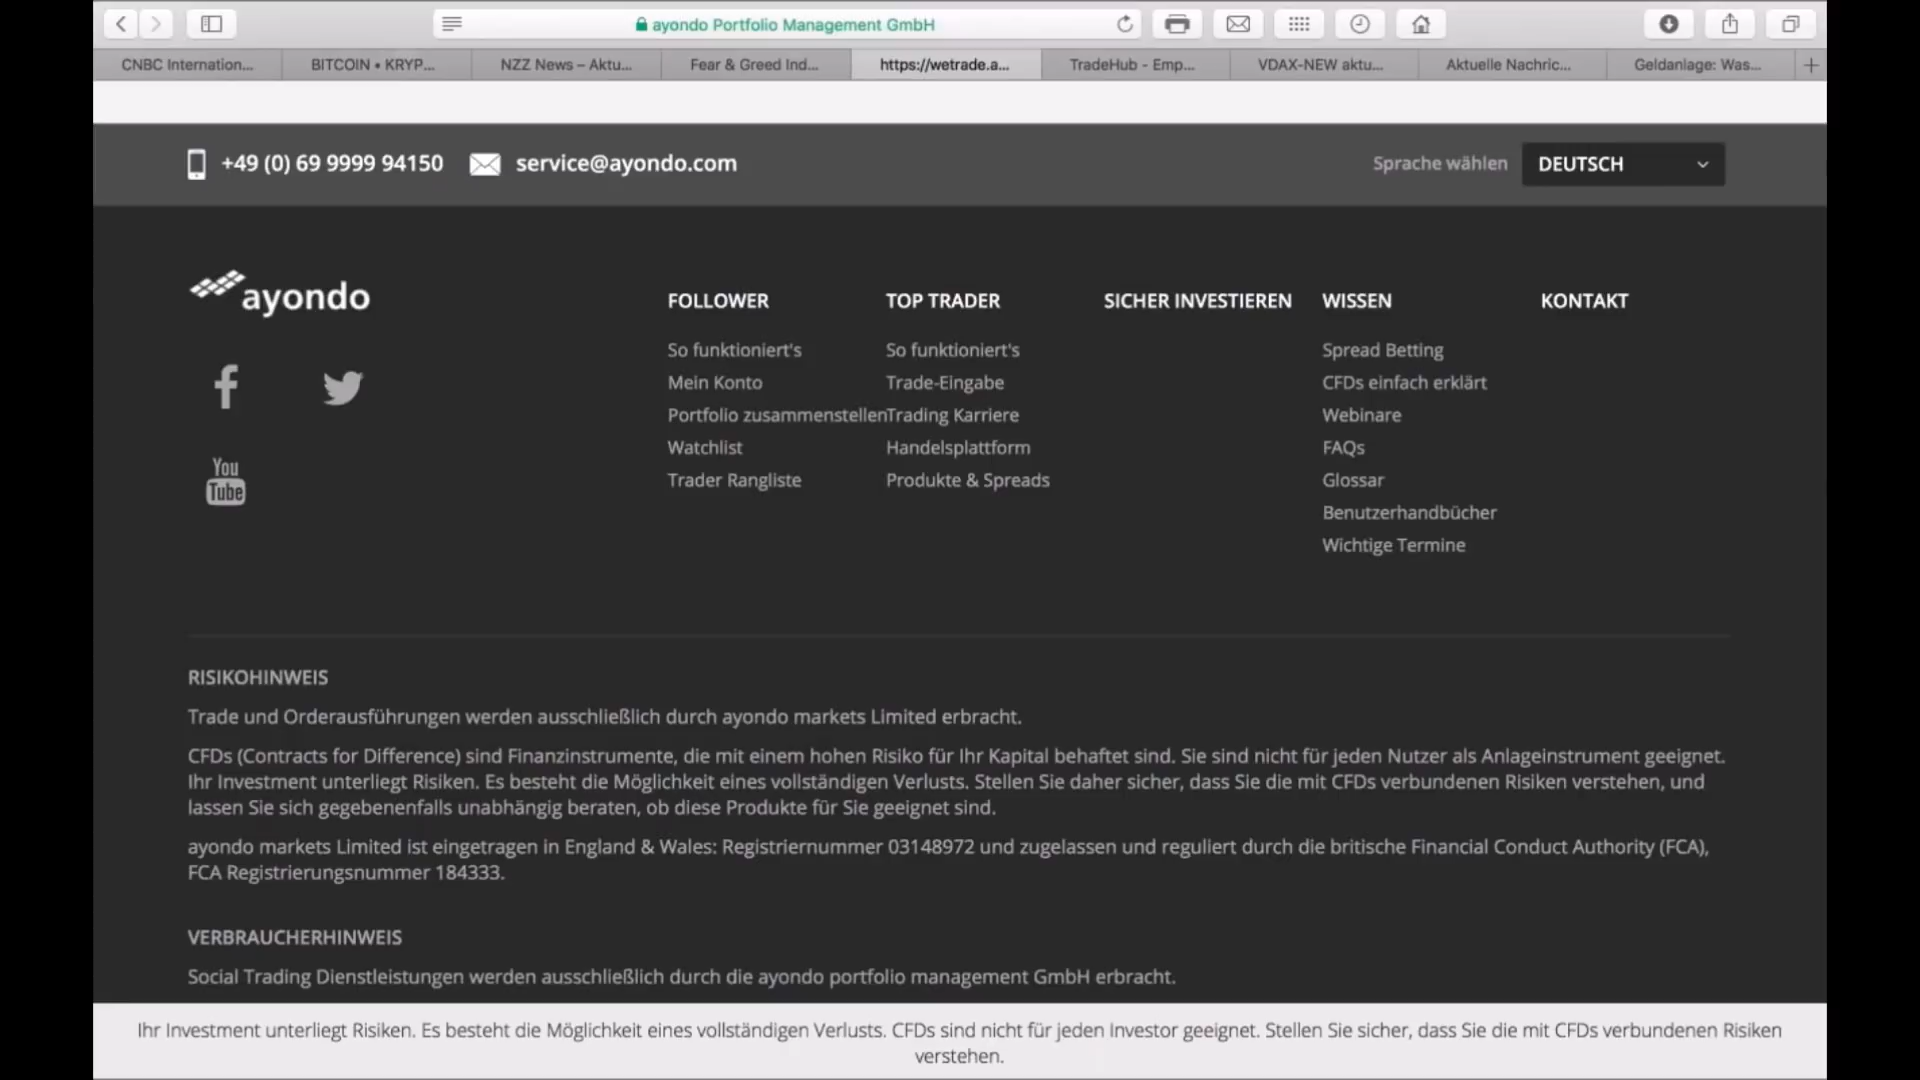 ayondo Portfolio Management GmbH
CNBC Internation...
BITCOIN • KRYP...
NZZ News – Aktu...
Fear & Greed Ind...
https://wetrade.a...
TradeHub - Emp...
VDAX-NEW aktu...
Aktuelle Nachric...
Geldanlage: Was...
+49 (0) 69 9999 94150
service@ayondo.com
Sprache wählen
DEUTSCH
ayondo
You
Tube
FOLLOWER
So funktioniert's
Mein Konto
Portfolio zusammenstellen
Watchlist
Trader Rangliste
TOP TRADER
So funktioniert's
Trade-Eingabe
Trading Karriere
Handelsplattform
Produkte & Spreads
SICHER INVESTIEREN
WISSEN
Spread Betting
CFDs einfach erklärt
Webinare
FAQs
Glossar
Benutzerhandbücher
Wichtige Termine
KONTAKT
RISIKOHINWEIS
Trade und Orderausführungen werden ausschließlich durch ayondo markets Limited erbracht.
CFDs (Contracts for Difference) sind Finanzinstrumente, die mit einem hohen Risiko für Ihr Kapital behaftet sind. Sie sind nicht für jeden Nutzer als Anlageinstrument geeignet.
Ihr Investment unterliegt Risiken. Es besteht die Möglichkeit eines vollständigen Verlusts. Stellen Sie daher sicher, dass Sie die mit CFDs verbundenen Risiken verstehen, und
lassen Sie sich gegebenenfalls unabhängig beraten, ob diese Produkte für Sie geeignet sind.
ayondo markets Limited ist eingetragen in England & Wales: Registriernummer 03148972 und zugelassen und reguliert durch die britische Financial Conduct Authority (FCA),
FCA Registrierungsnummer 184333.
VERBRAUCHERHINWEIS
Social Trading Dienstleistungen werden ausschließlich durch die ayondo portfolio management GmbH erbracht.
Ihr Investment unterliegt Risiken. Es besteht die Möglichkeit eines vollständigen Verlusts. CFDs sind nicht für jeden Investor geeignet. Stellen Sie sicher, dass Sie die mit CFDs verbundenen Risiken
verstehen.